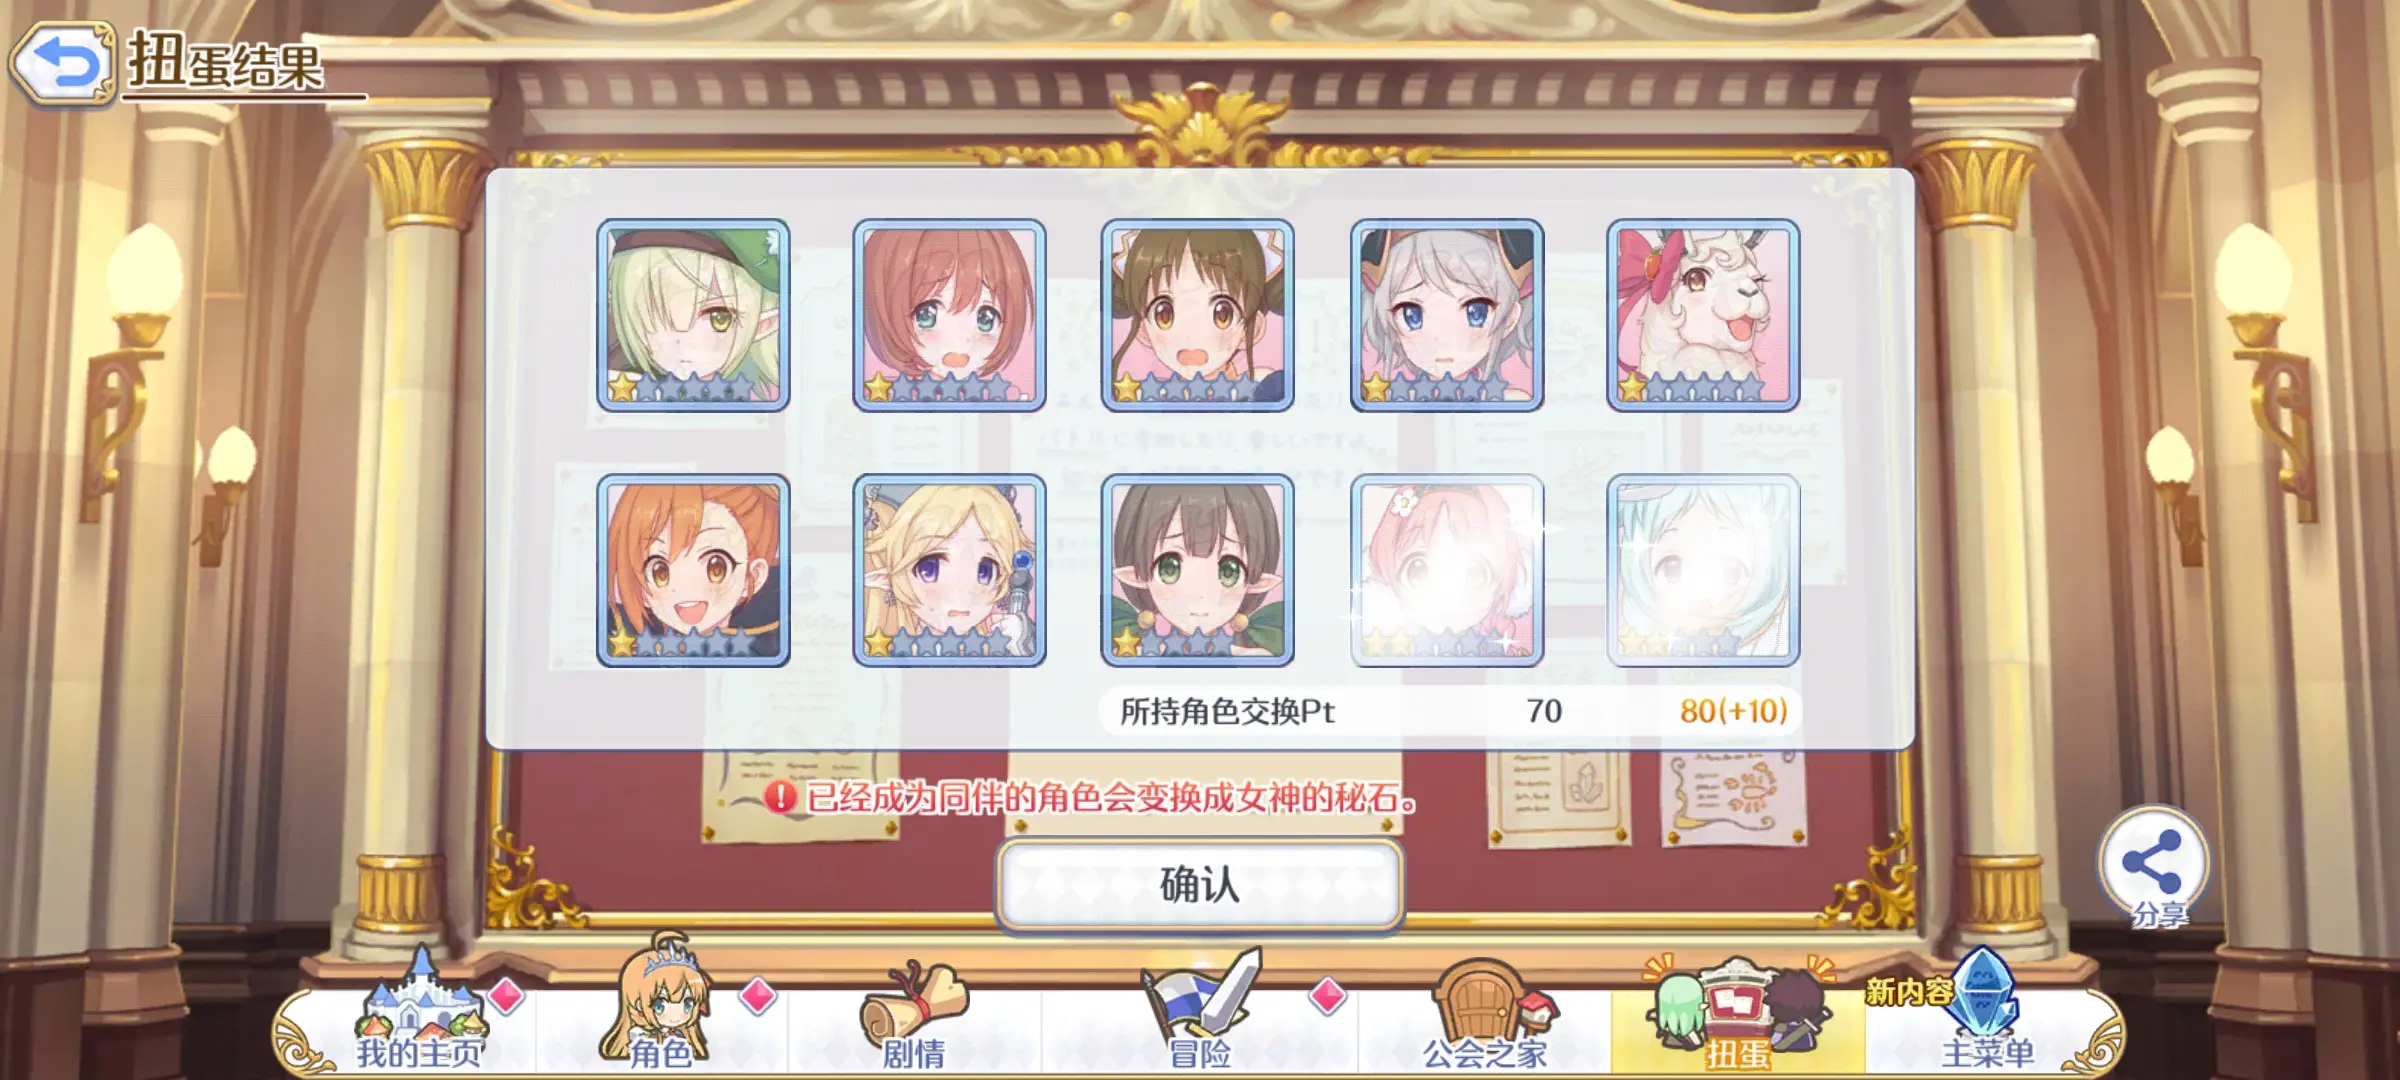 扭蛋结果
所持角色交换Pt 70 80(+10)
已经成为同伴的角色会变换成女神的秘石。
确认
分享
新内容
我的主页
角色
剧情
冒险
公会之家
扭蛋
主菜单